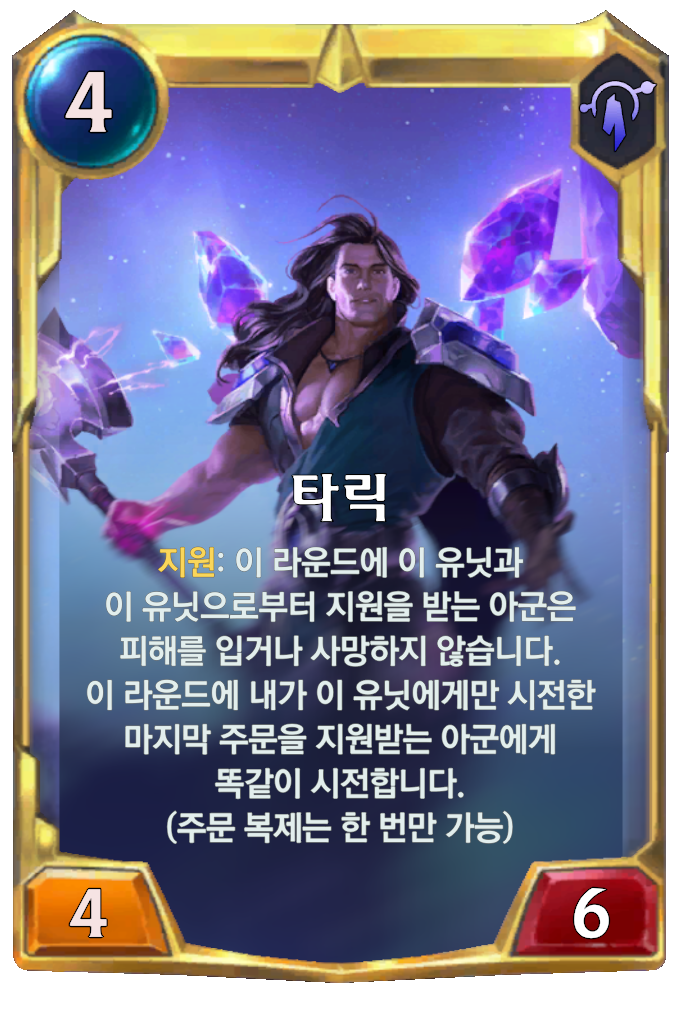 4
타릭
지원: 이 라운드에 이 유닛과
이 유닛으로부터 지원을 받는 아군은
피해를 입거나 사망하지 않습니다.
이 라운드에 내가 이 유닛에게만 시전한
마지막 주문을 지원받는 아군에게
똑같이 시전합니다.
(주문 복제는 한 번만 가능)
4
6